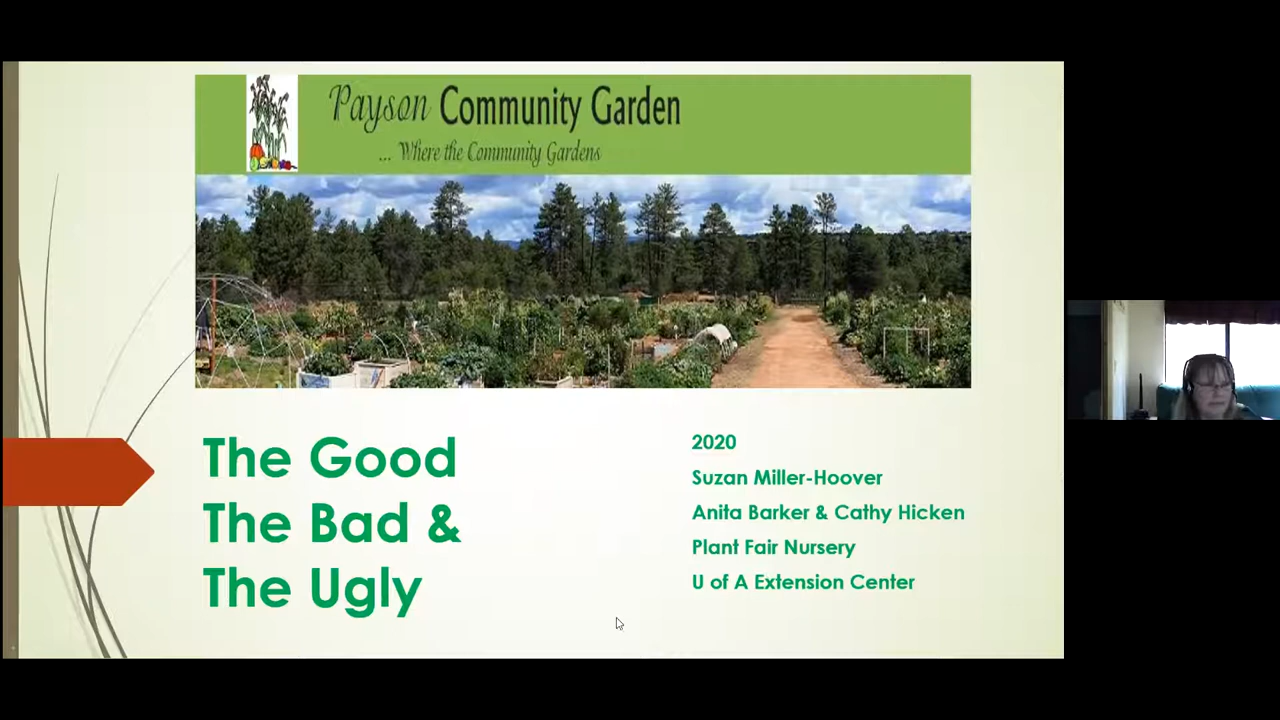 Payson Community Garden
... Where the Community Gardens
The Good
The Bad &
The Ugly
2020
Suzan Miller-Hoover
Anita Barker & Cathy Hicken
Plant Fair Nursery
U of A Extension Center